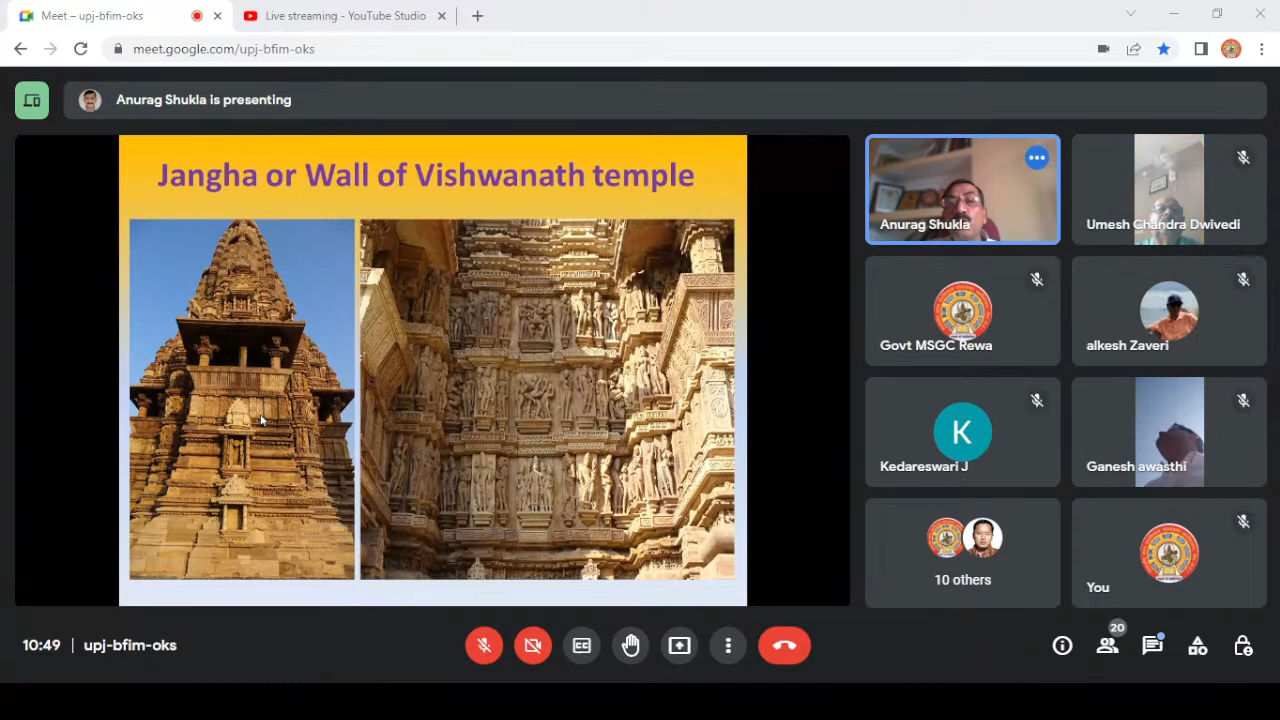 Meet – upj-bfim-oks
Live streaming - YouTube Studio
meet.google.com/upj-bfim-oks
Anurag Shukla is presenting
Jangha or Wall of Vishwanath temple
Anurag Shukla
Umesh Chandra Dwivedi
Govt MSGC Rewa
alkesh Zaveri
K
Kedareswari J
Ganesh awasthi
10 others
You
10:49 | upj-bfim-oks
CC
20